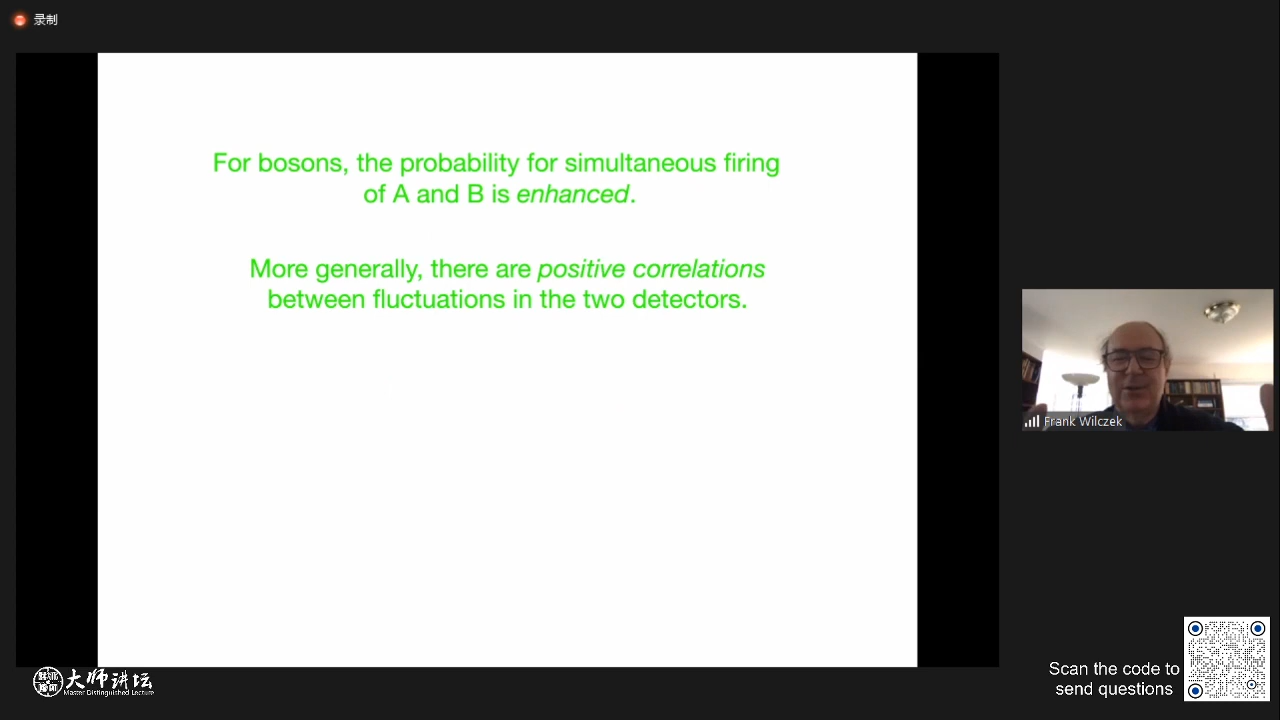 录制
For bosons, the probability for simultaneous firing
of A and B is enhanced.
More generally, there are positive correlations
between fluctuations in the two detectors.
Frank Wilczek
大师讲坛
Master Distinguished Lecture
Scan the code to
send questions